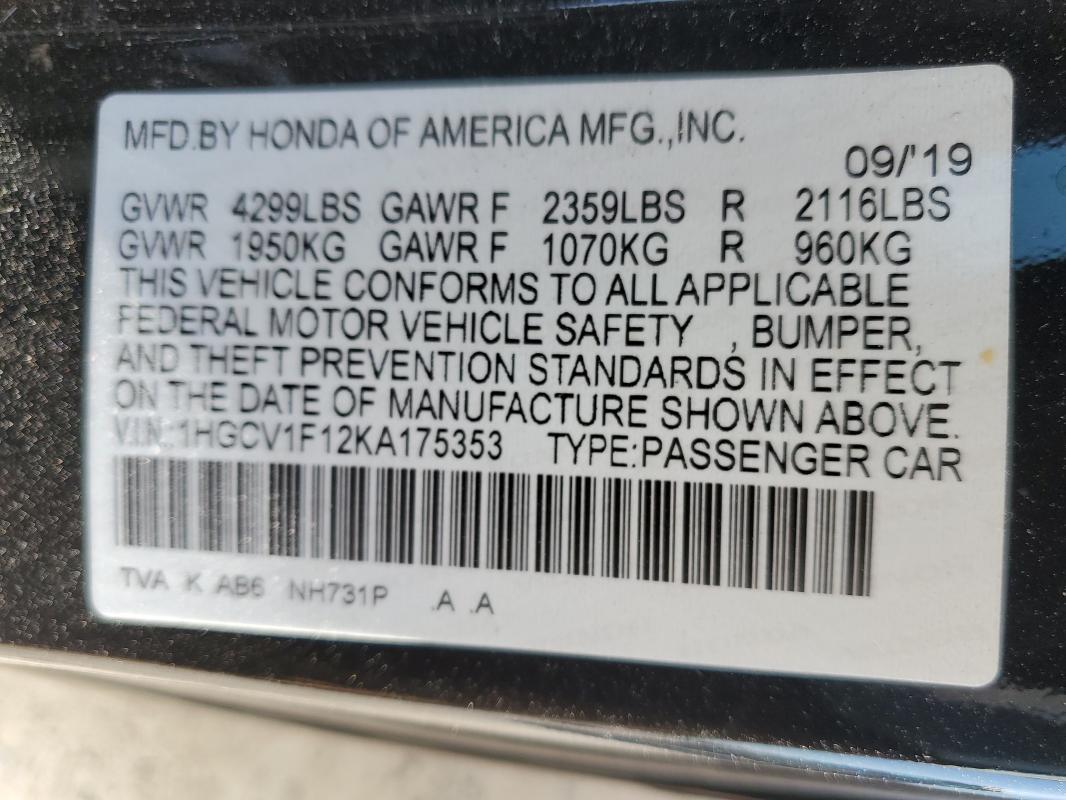 MFD.BY HONDA OF AMERICA MFG.,INC.
09/'19
GVWR 4299LBS GAWR F 2359LBS R 2116LBS
GVWR 1950KG GAWR F 1070KG R 960KG
THIS VEHICLE CONFORMS TO ALL APPLICABLE
FEDERAL MOTOR VEHICLE SAFETY , BUMPER,
AND THEFT PREVENTION STANDARDS IN EFFECT
ON THE DATE OF MANUFACTURE SHOWN ABOVE.
V.I.N.:1HGCV1F12KA175353 TYPE:PASSENGER CAR
TVA K AB6 NH731P .A .A